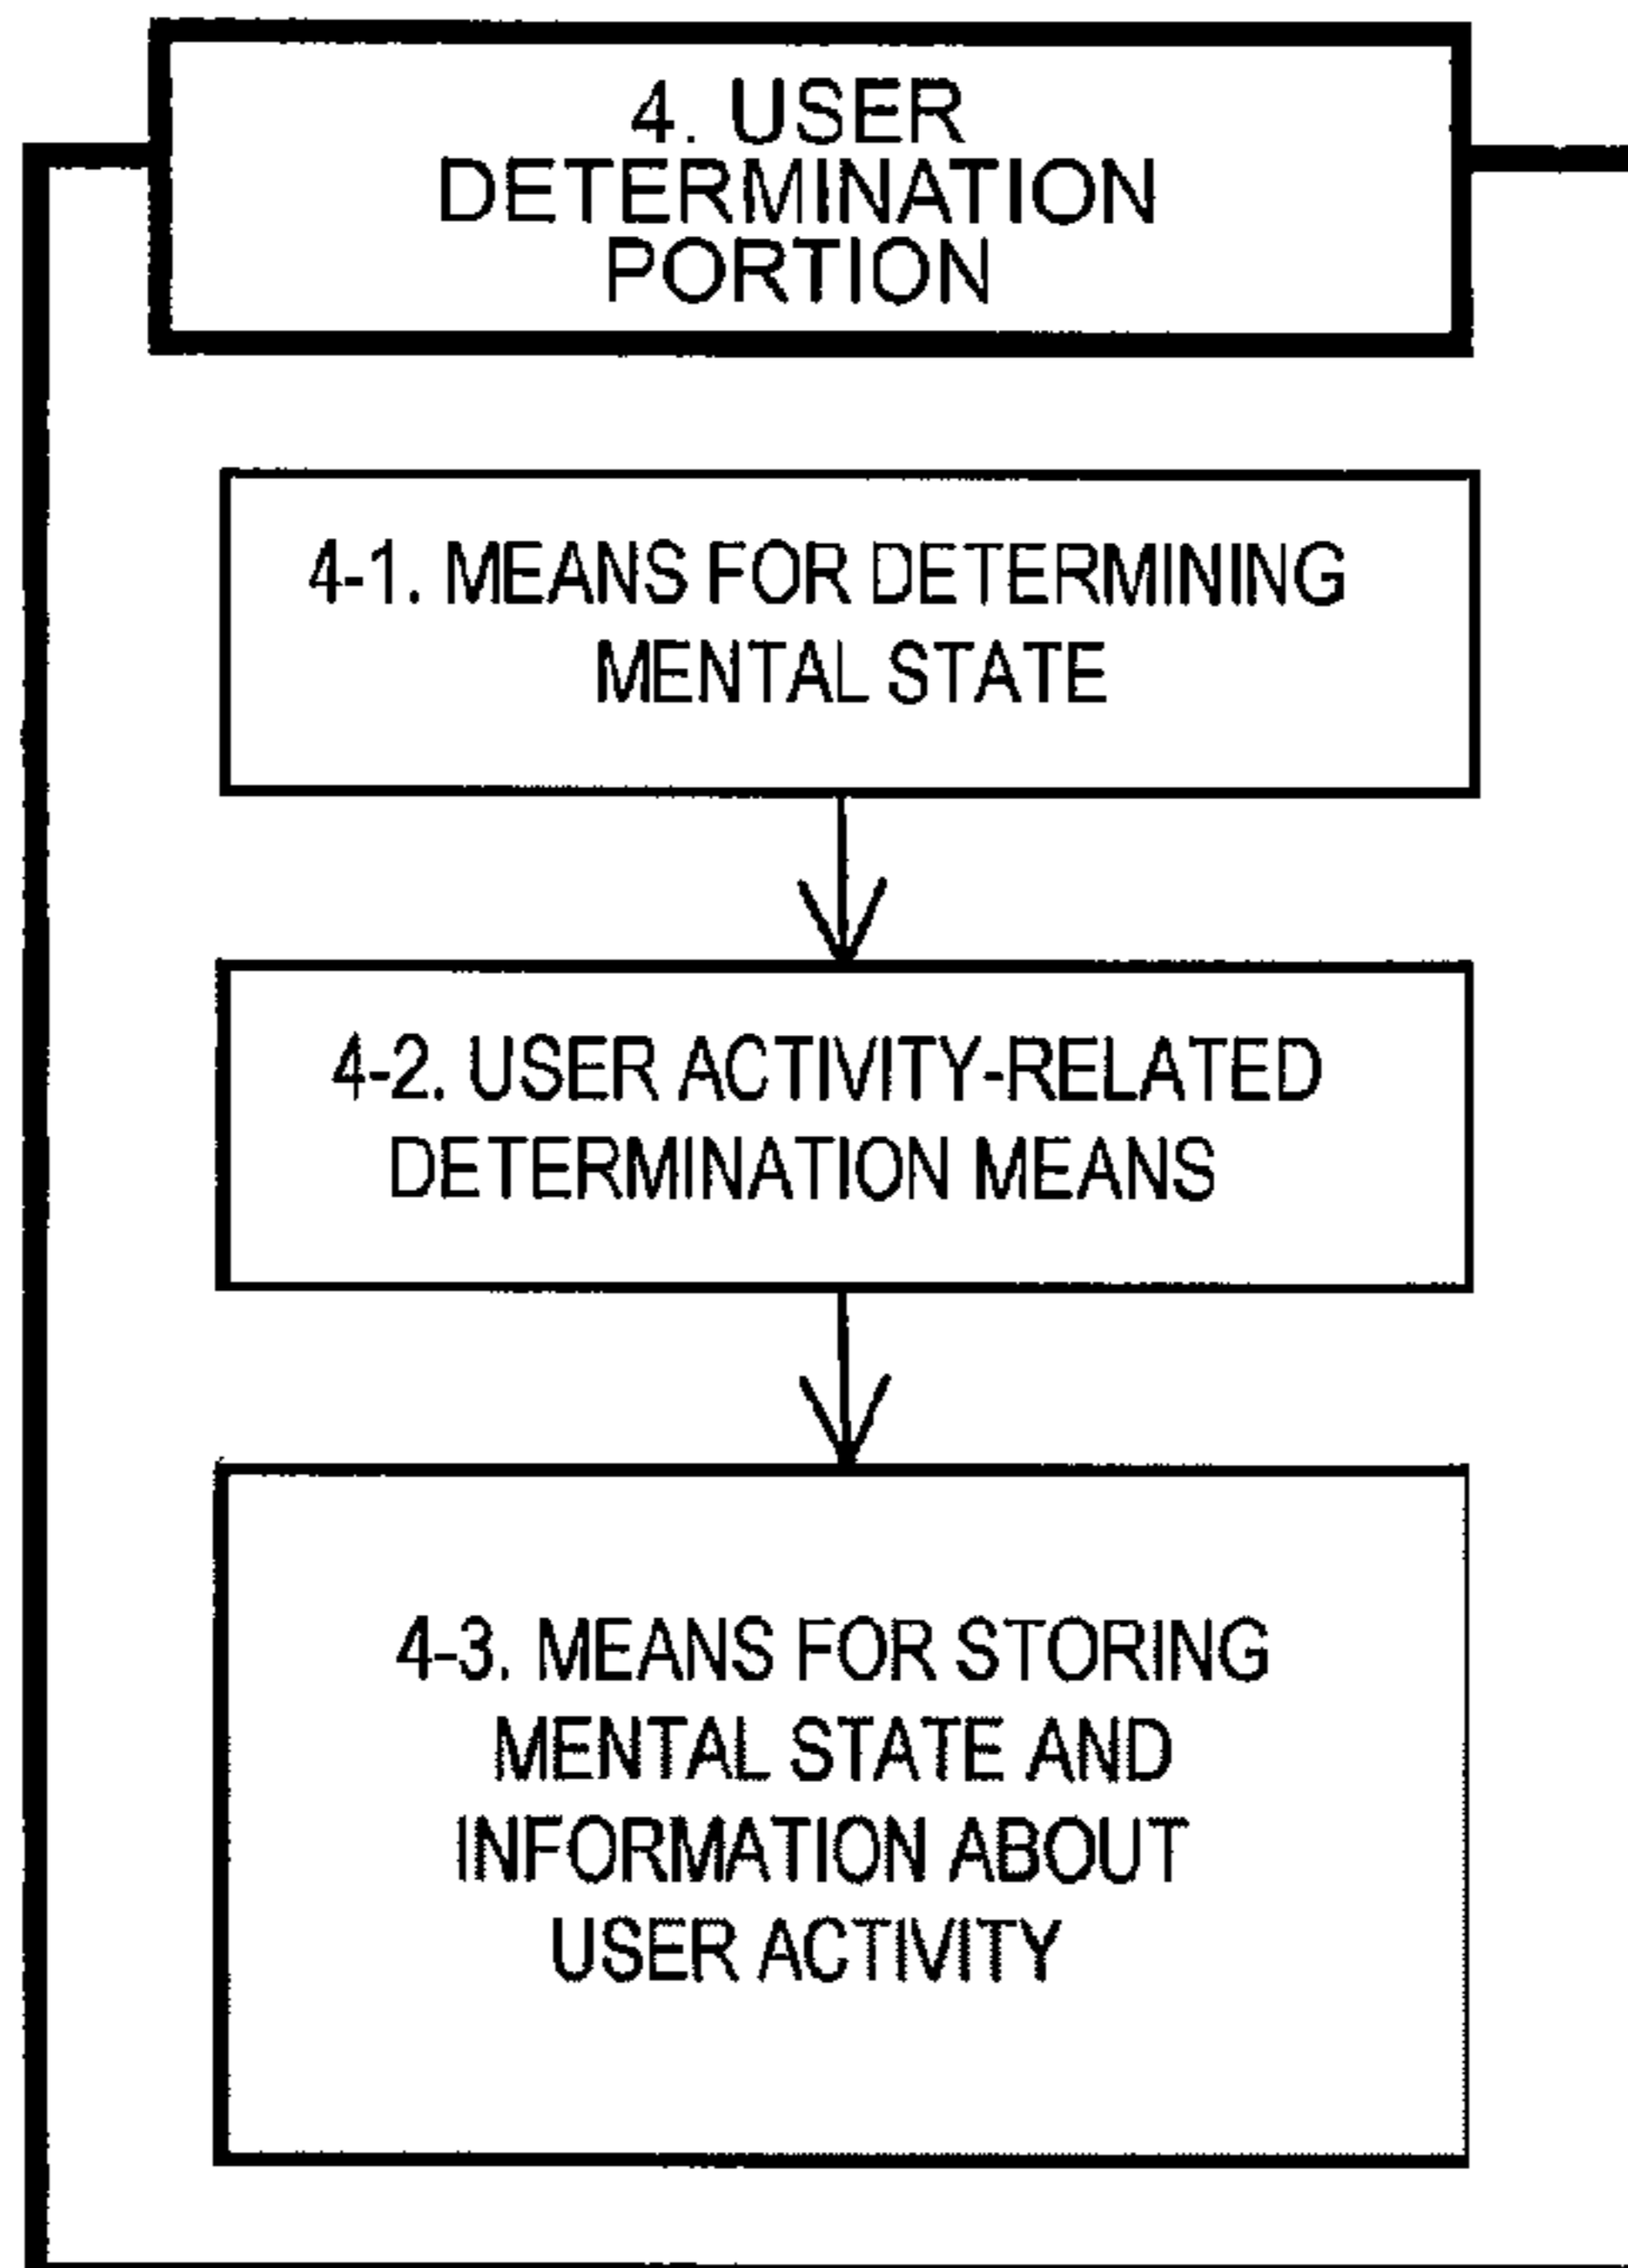 4. USER
DETERMINATION
PORTION
4-1. MEANS FOR DETERMINING
MENTAL STATE
4-2. USER ACTIVITY-RELATED
DETERMINATION MEANS
4-3. MEANS FOR STORING
MENTAL STATE AND
INFORMATION ABOUT
USER ACTIVITY